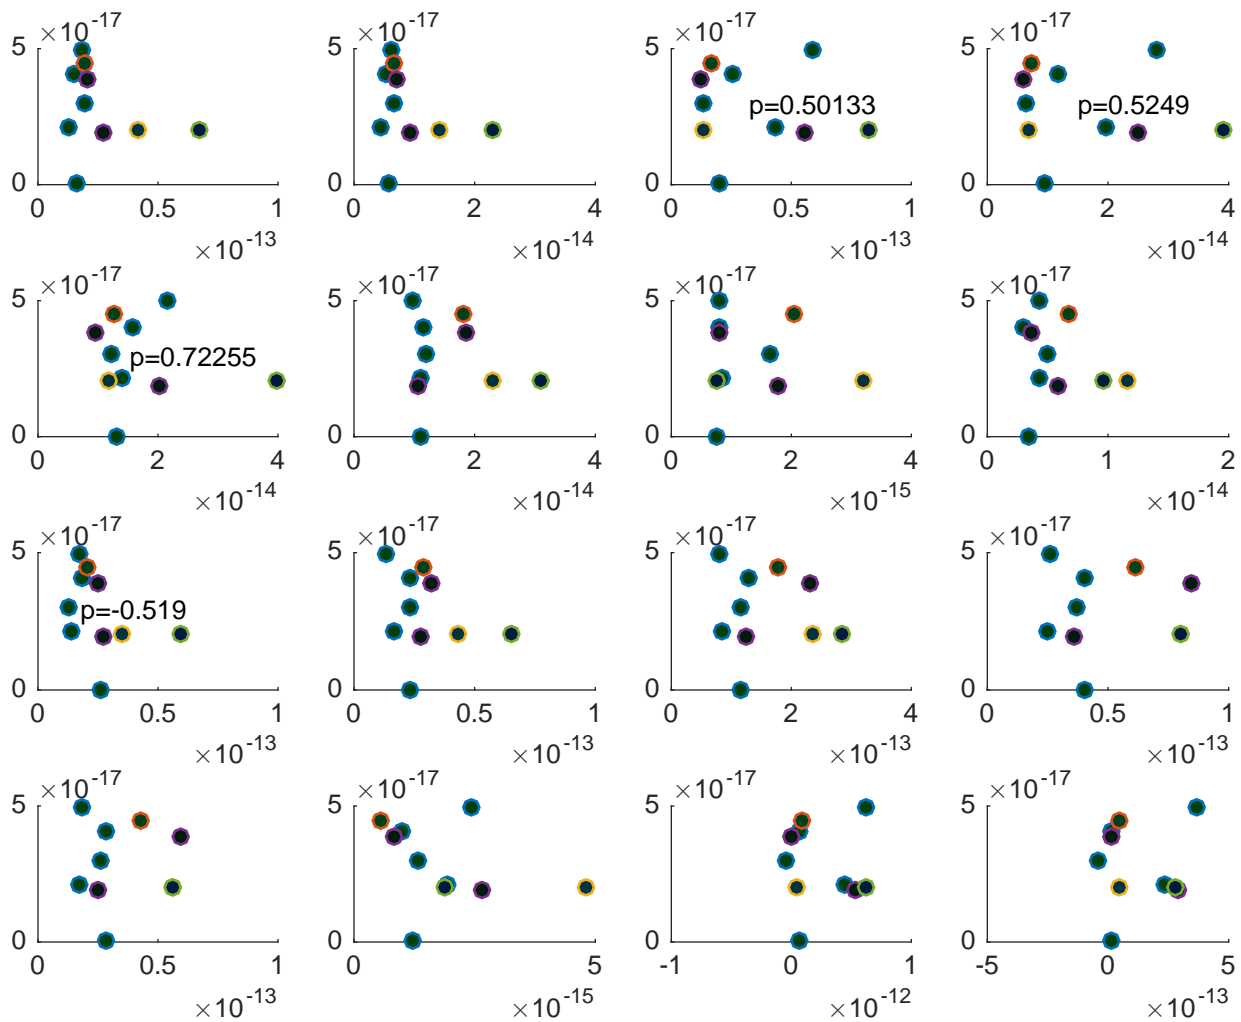 ×10-17 ×10-17 ×10-17 ×10-17
5 5 5 5
p=0.50133 p=0.5249
0 0 0 0
0 0.5 1 0 2 4 0 0.5 1 0 2 4
×10-13 ×10-14 ×10-13 ×10-14
×10-17 ×10-17 ×10-17 ×10-17
5 5 5 5
p=0.72255
0 0 0 0
0 2 4 0 2 4 0 2 4 0 1 2
×10-14 ×10-14 ×10-15 ×10-14
×10-17 ×10-17 ×10-17 ×10-17
5 5 5 5
p=-0.519
0 0 0 0
0 0.5 1 0 0.5 1 0 2 4 0 0.5 1
×10-13 ×10-13 ×10-13 ×10-13
×10-17 ×10-17 ×10-17 ×10-17
5 5 5 5
0 0 0 0
0 0.5 1 0 5 -1 0 1 -5 0 5
×10-13 ×10-15 ×10-12 ×10-13